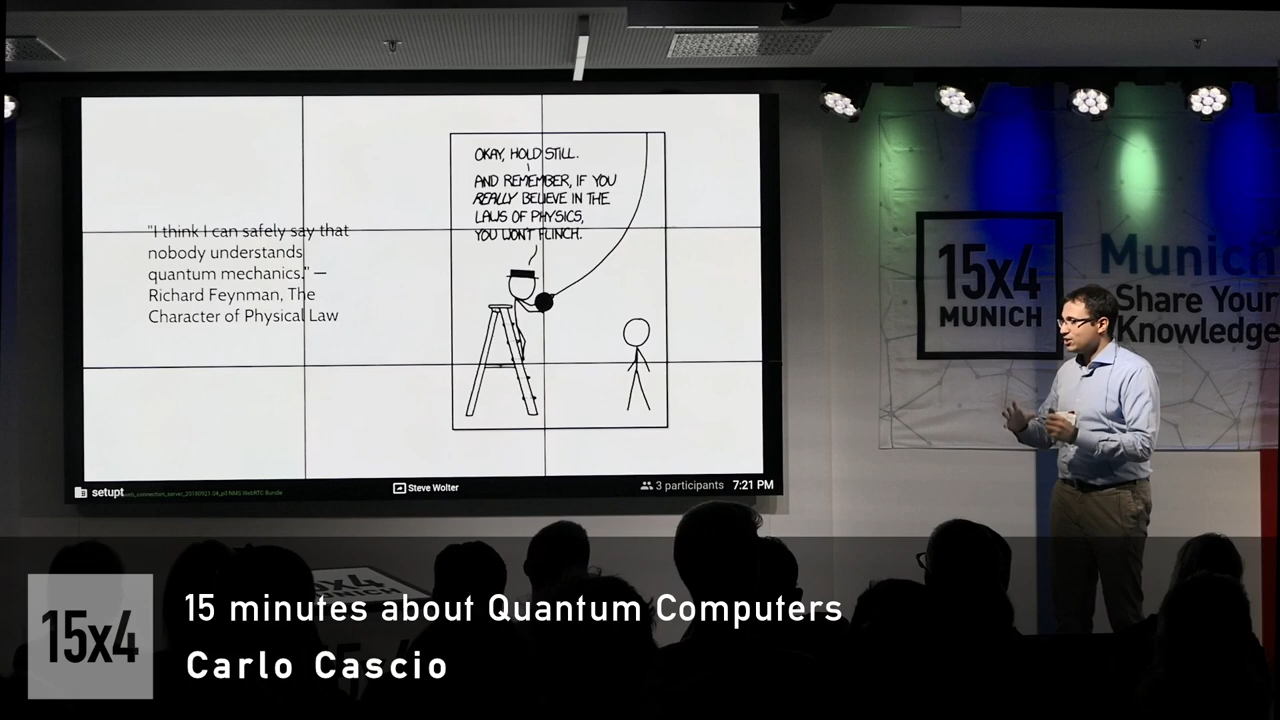 "I think I can safely say that
nobody understands
quantum mechanics." —
Richard Feynman, The
Character of Physical Law
OKAY, HOLD STILL.
AND REMEMBER, IF YOU
REALLY BELIEVE IN THE
LAWS OF PHYSICS,
YOU WON'T FLINCH.
setupt
Steve Wolter
3 participants 7:21 PM
15x4
MUNICH
Munich
Share Your
Knowledge
15x4
15x4
15 minutes about Quantum Computers
Carlo Cascio